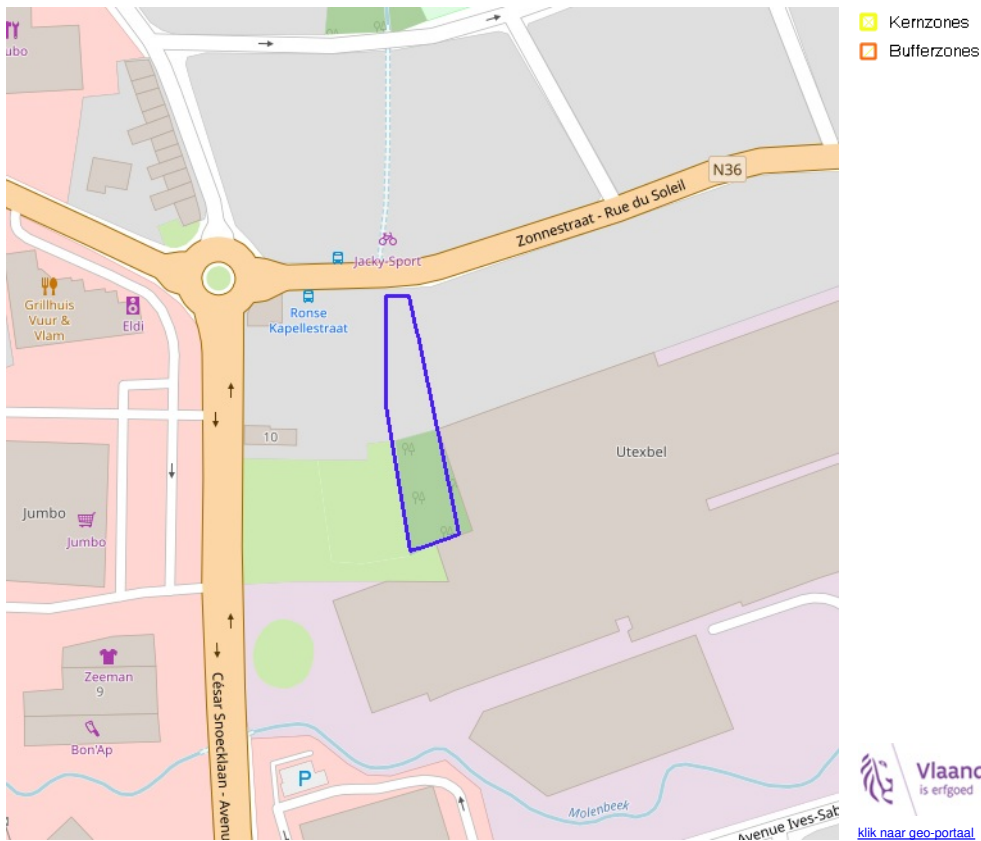 Kernzones
Bufferzones
ubo
N36
Zonnestraat - Rue du Soleil
Jacky-Sport
Grillhuis
Vuur &
Vlam
Eldi
Ronse
Kapellestraat
10
Utexbel
Jumbo
Jumbo
Zeeman
9
Bon'Ap
César Snoecklaan - Avenu
P
Molenbeek
Avenue Ives-Sab
Vlaand
is erfgoed
klik naar geo-portaal